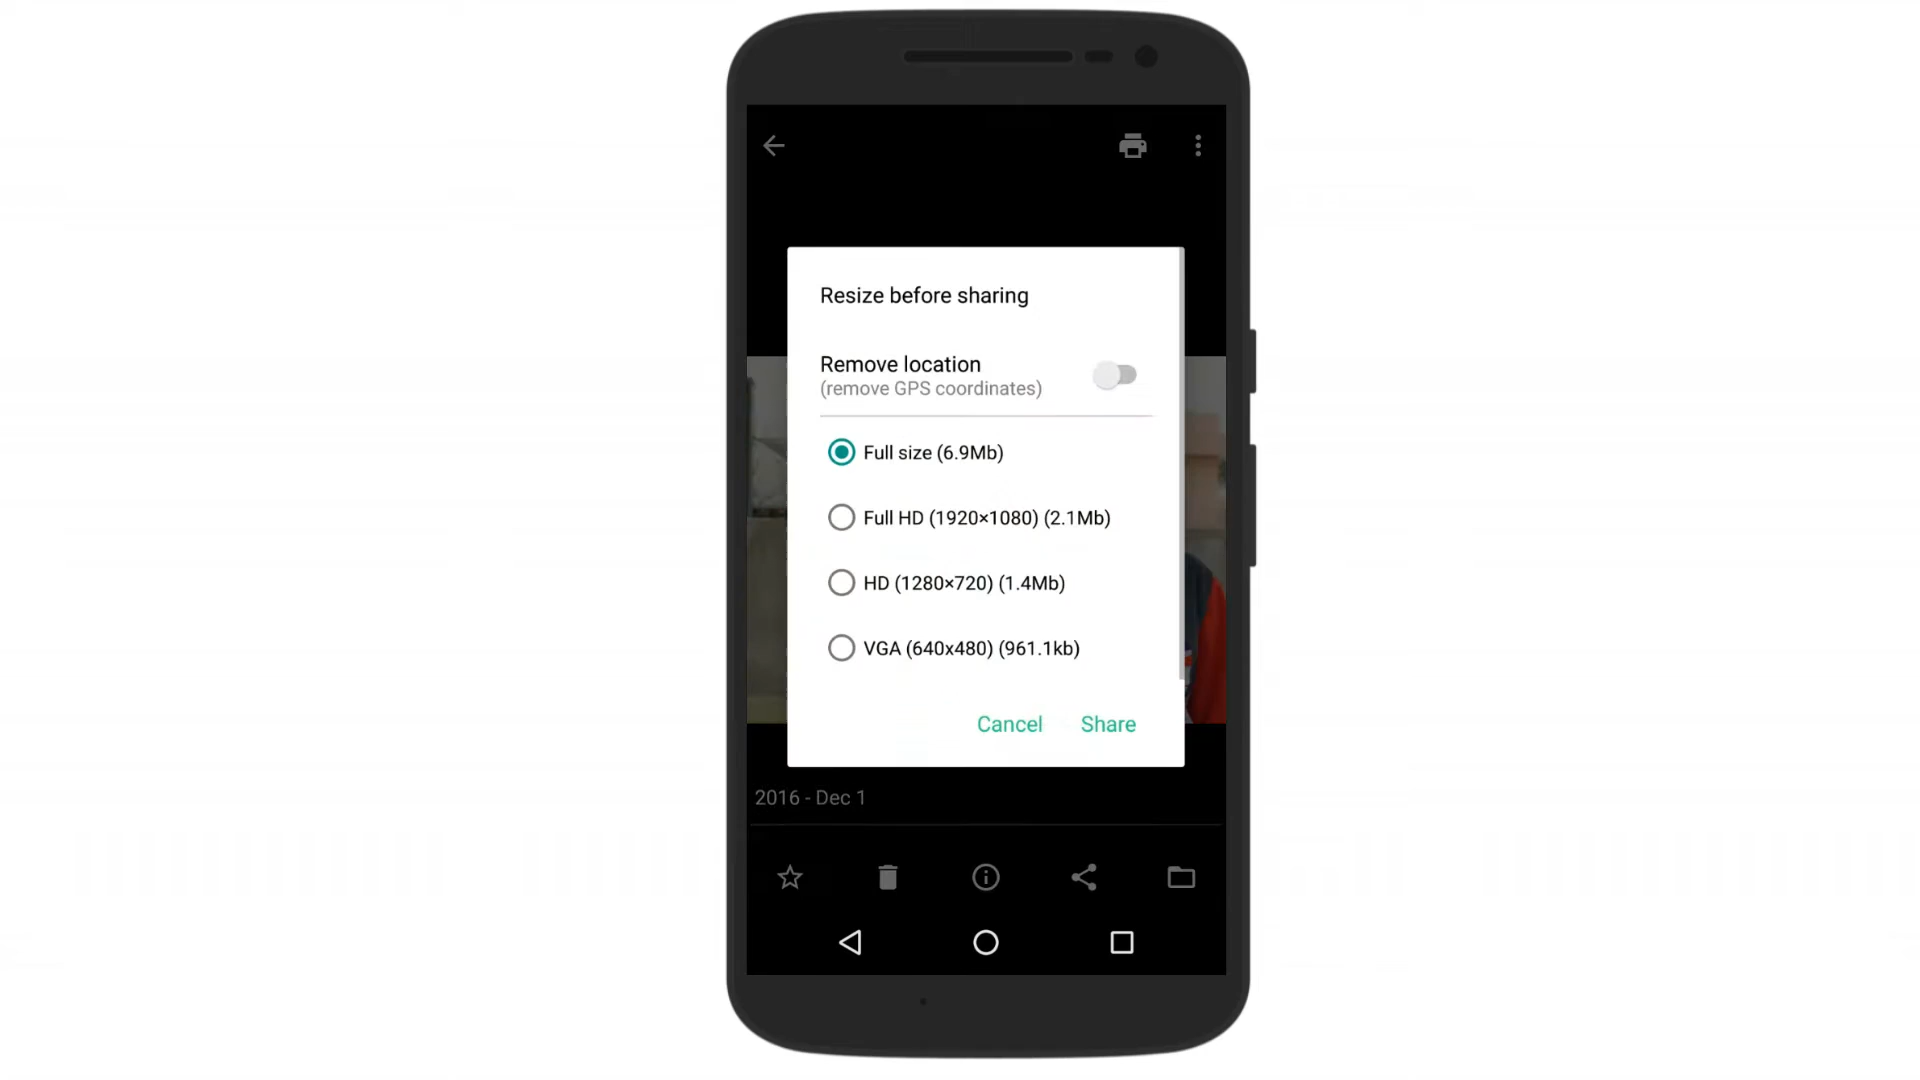 Resize before sharing
Remove location
(remove GPS coordinates)
Full size (6.9Mb)
Full HD (1920×1080) (2.1Mb)
HD (1280×720) (1.4Mb)
VGA (640x480) (961.1kb)
Cancel Share
2016 - Dec 1